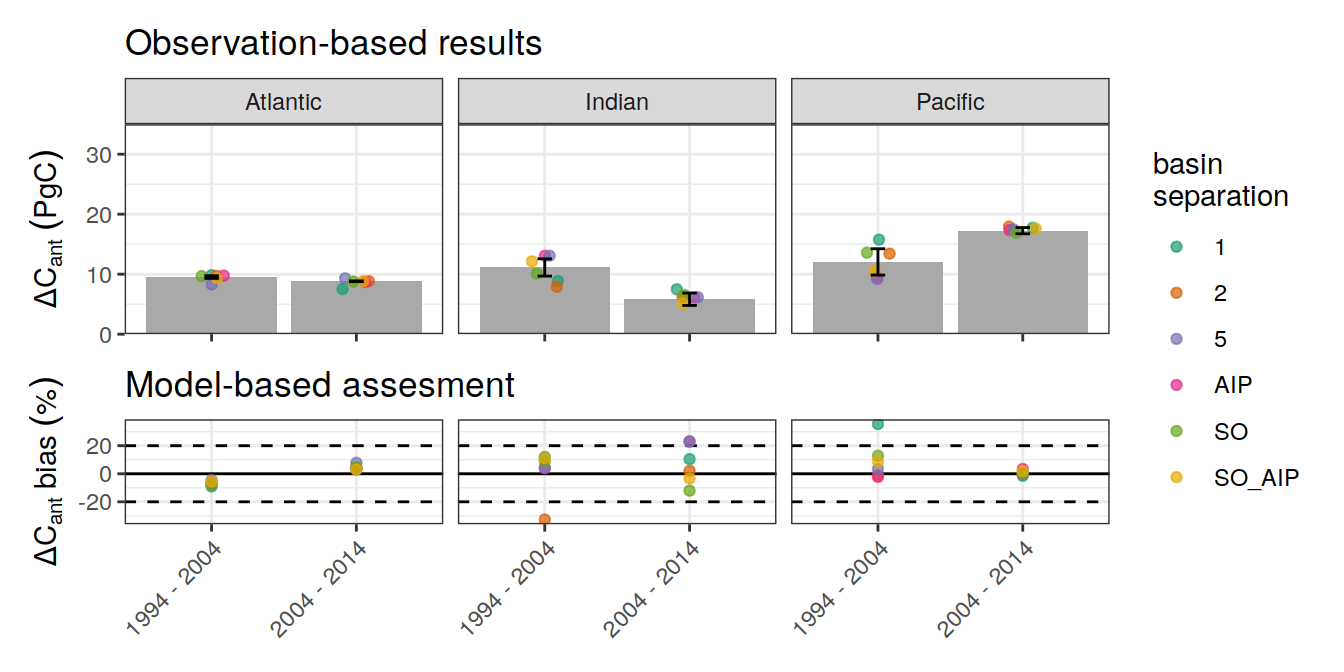 Observation-based results
Atlantic
Indian
Pacific
ΔCant (PgC)
30
20
10
0
Model-based assesment
ΔCant bias (%)
20
0
-20
1994 - 2004
2004 - 2014
1994 - 2004
2004 - 2014
1994 - 2004
2004 - 2014
basin
separation
1
2
5
AIP
SO
SO_AIP